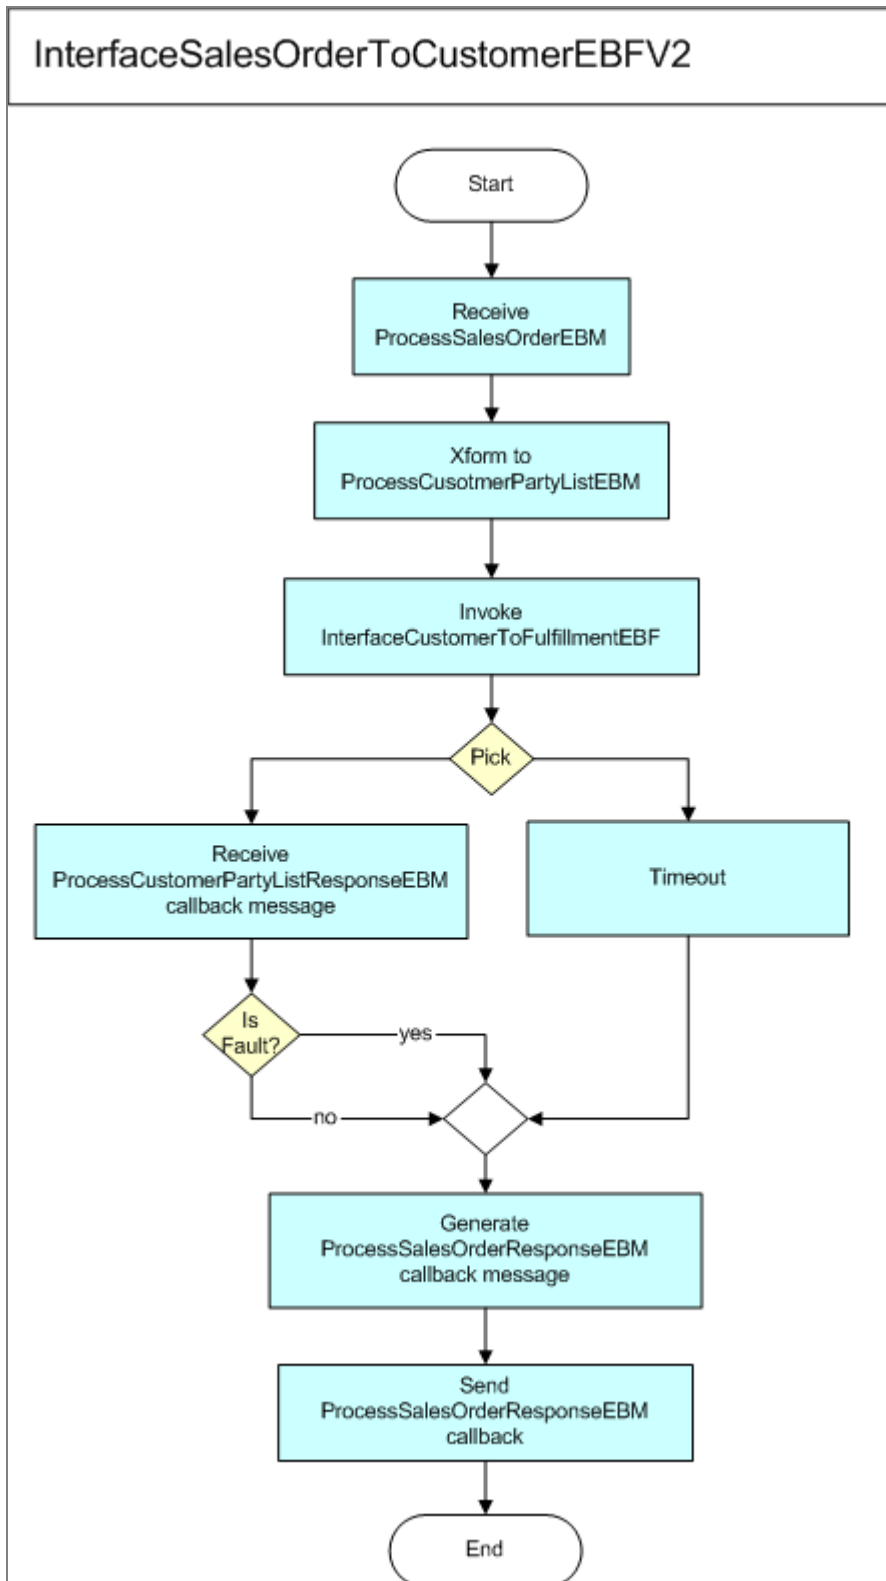 InterfaceSalesOrderToCustomerEBFV2
Start
Receive
ProcessSalesOrderEBM
Xform to
ProcessCusotmerPartyListEBM
Invoke
InterfaceCustomerToFulfillmentEBF
Pick
Receive
ProcessCustomerPartyListResponseEBM
callback message
Timeout
Is
Fault?
yes
no
Generate
ProcessSalesOrderResponseEBM
callback message
Send
ProcessSalesOrderResponseEBM
callback
End